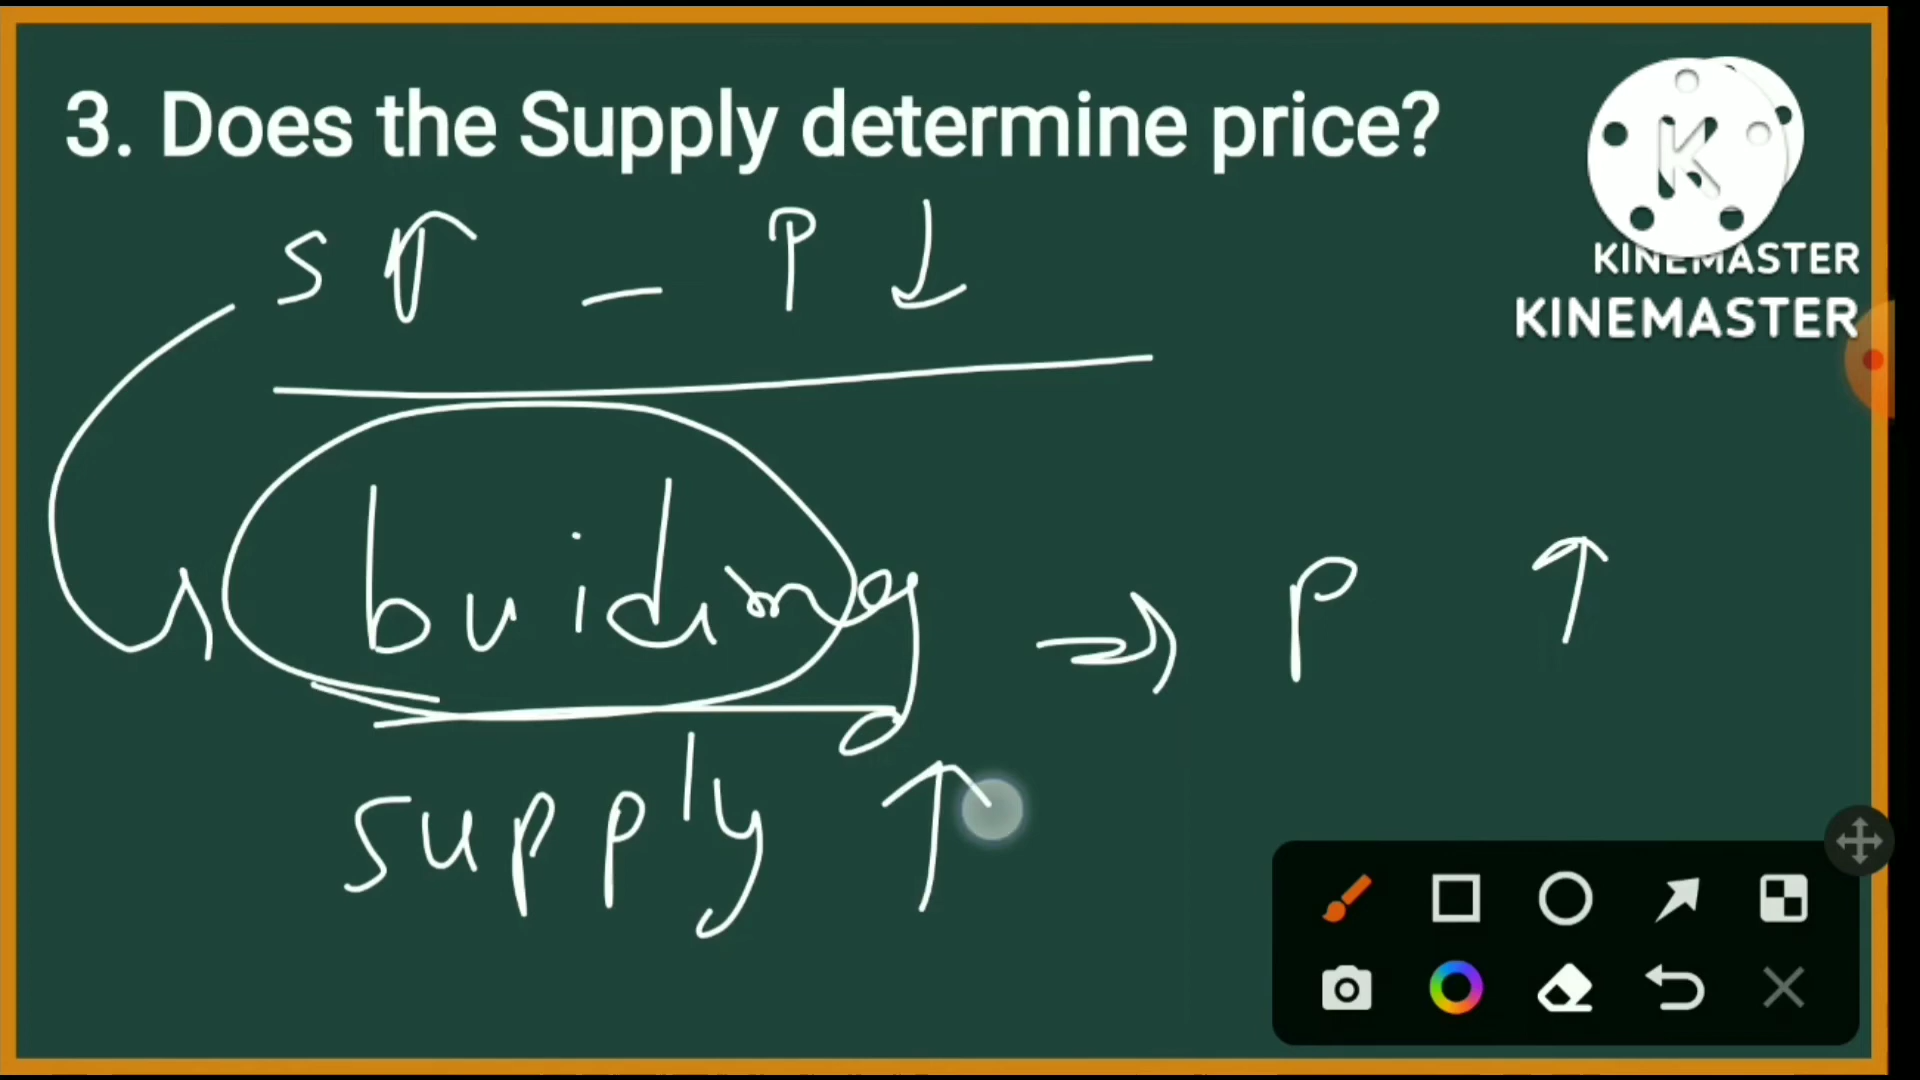 3. Does the Supply determine price?
S ↑ – P ↓
buiding ⇒ P ↑
supply ↑
K
KINEMASTER
KINEMASTER